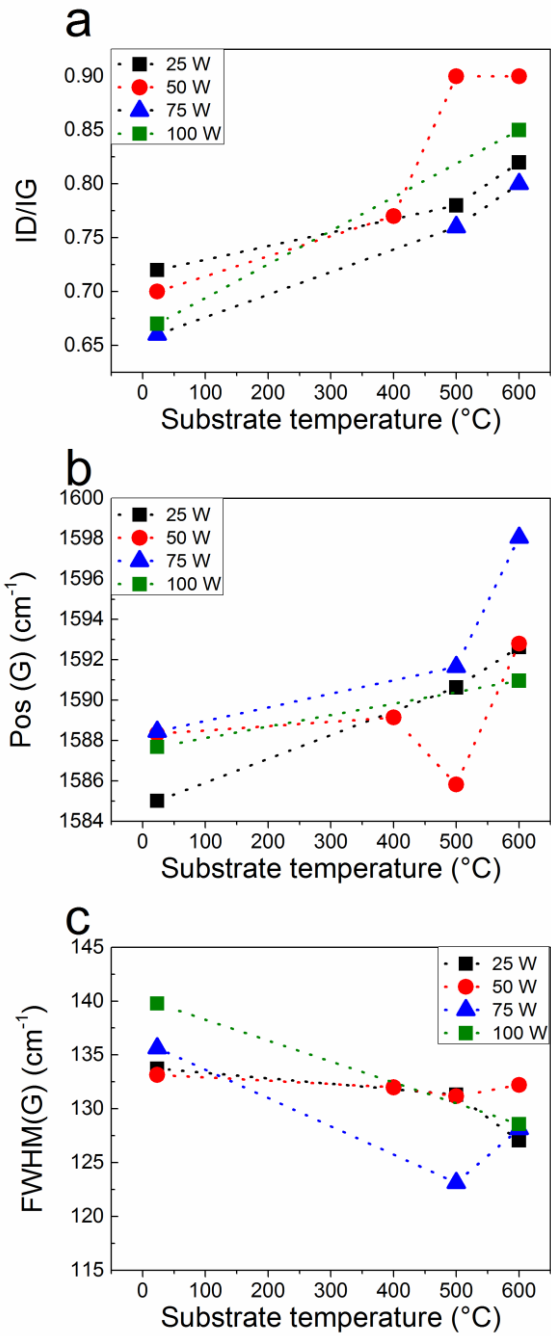 a
25 W
50 W
75 W
100 W
0.90
0.85
0.80
0.75
0.70
0.65
ID/IG
0 100 200 300 400 500 600
Substrate temperature (°C)
b
25 W
50 W
75 W
100 W
1600
1598
1596
1594
1592
1590
1588
1586
1584
Pos (G) (cm⁻¹)
0 100 200 300 400 500 600
Substrate temperature (°C)
c
25 W
50 W
75 W
100 W
145
140
135
130
125
120
115
FWHM(G) (cm⁻¹)
0 100 200 300 400 500 600
Substrate temperature (°C)